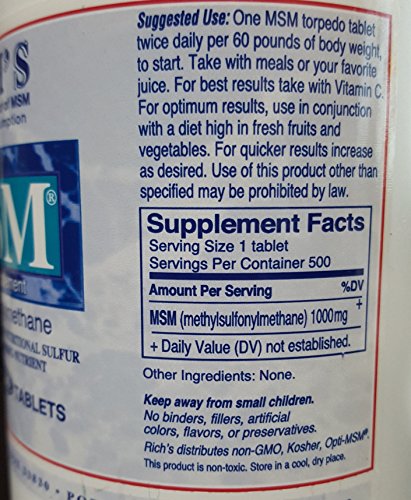 Suggested Use: One MSM torpedo tablet
twice daily per 60 pounds of body weight,
to start. Take with meals or your favorite
juice. For best results take with Vitamin C.
For optimum results, use in conjunction
with a diet high in fresh fruits and
vegetables. For quicker results increase
as desired. Use of this product other than
specified may be prohibited by law.
Supplement Facts
Serving Size 1 tablet
Servings Per Container 500
Amount Per Serving %DV
MSM (methylsulfonylmethane) 1000mg +
+ Daily Value (DV) not established.
Other Ingredients: None.
Keep away from small children.
No binders, fillers, artificial
colors, flavors, or preservatives.
Rich's distributes non-GMO, Kosher, Opti-MSM®.
This product is non-toxic. Store in a cool, dry place.
S
of MSM
M®
methane
NUTRITIONAL SULFUR
NUTRIENT
TABLETS